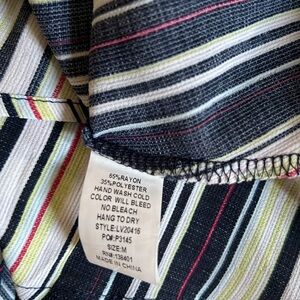 65%RAYON
35%POLYESTER
HAND WASH COLD
COLOR WILL BLEED
NO BLEACH
HANG TO DRY
STYLE:LV20416
PO#:P3145
SIZE:M
RN#:138401
MADE IN CHINA